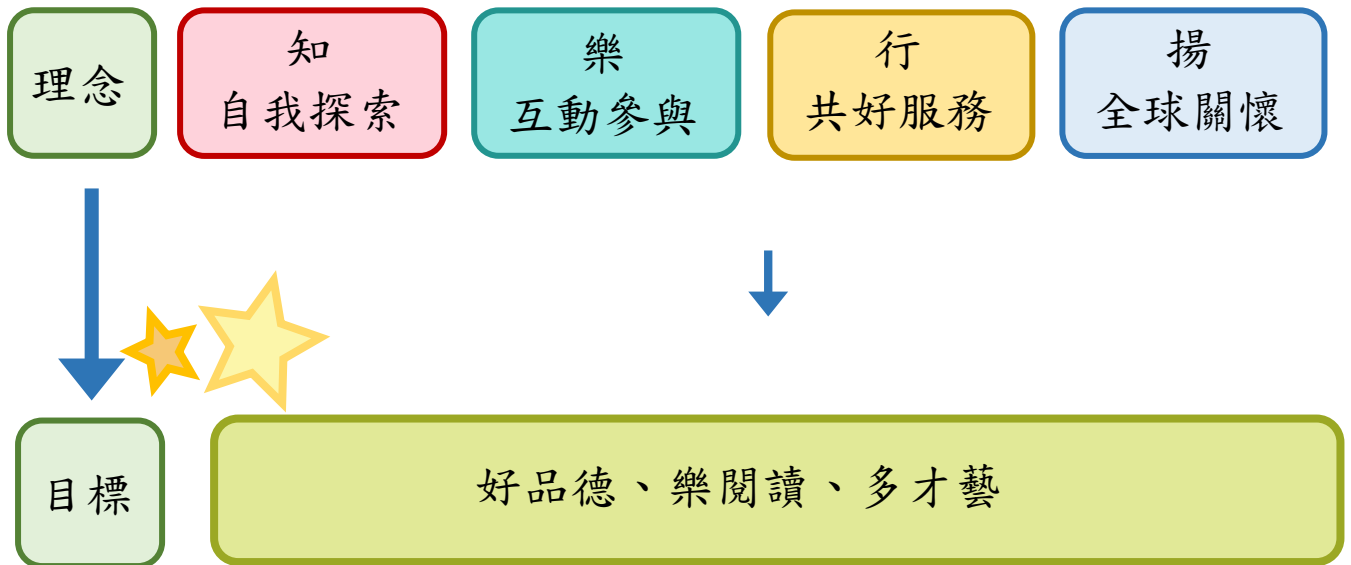 理念
知
自我探索
樂
互動參與
行
共好服務
揚
全球關懷
目標
好品德、樂閱讀、多才藝